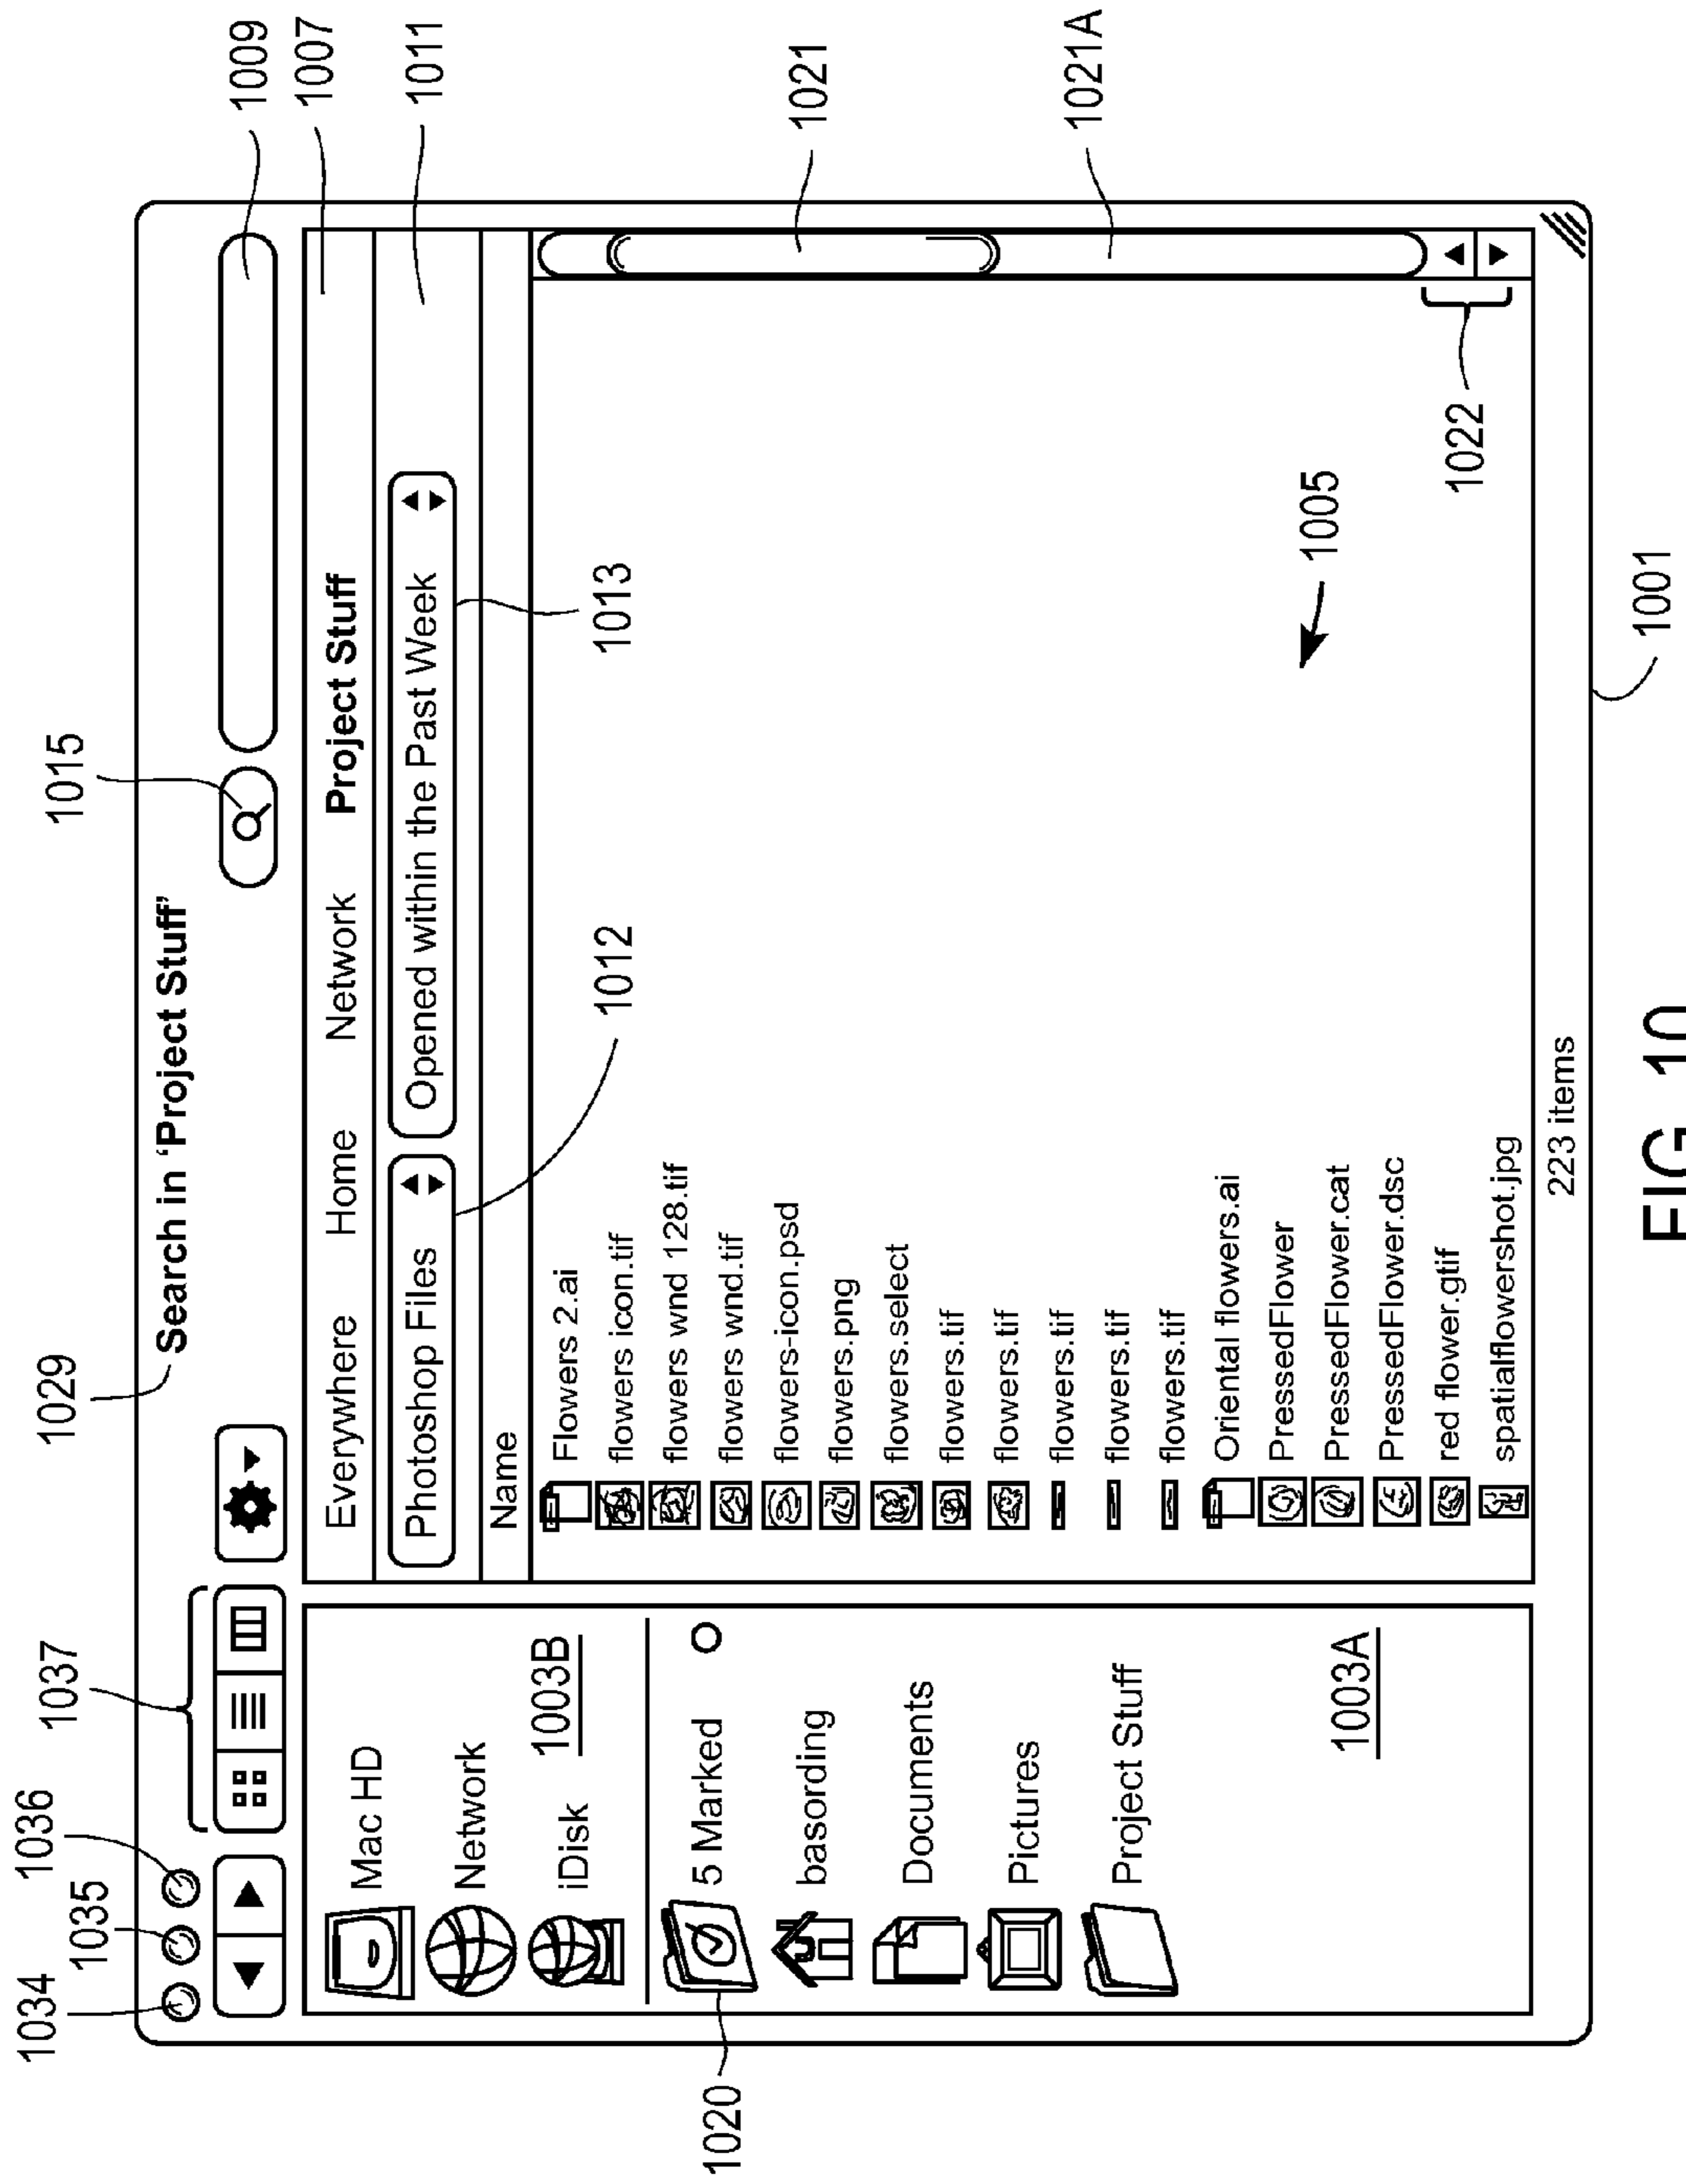 1029
Search in ‘Project Stuff’
1015
1009
1034
1035
1036
1037
1007
Everywhere Home Network Project Stuff
1011
Photoshop Files
Opened within the Past Week
1012
1013
Name
Mac HD
Network
iDisk
1003B
1020
5 Marked
basording
Documents
Pictures
Project Stuff
1003A
Flowers 2.ai
flowers icon.tif
flowers wnd 128.tif
flowers wnd.tif
flowers-icon.psd
flowers.png
flowers.select
flowers.tif
flowers.tif
flowers.tif
flowers.tif
flowers.tif
Oriental flowers.ai
PressedFlower
PressedFlower.cat
PressedFlower.dsc
red flower.gtif
spatialflowershot.jpg
1021
1021A
1005
1022
223 items
1001
FIG. 10